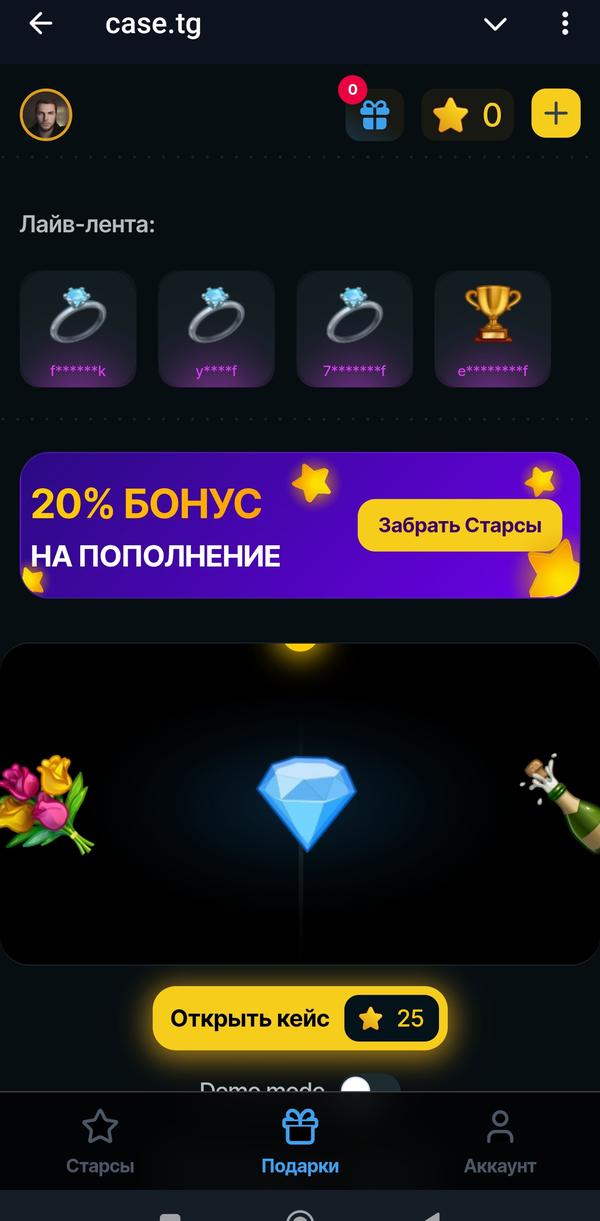 case.tg
0
0
Лайв-лента:
f******k
y****f
7*******f
e********f
20% БОНУС
НА ПОПОЛНЕНИЕ
Забрать Старсы
Открыть кейс 25
Demo mode
Старсы
Подарки
Аккаунт